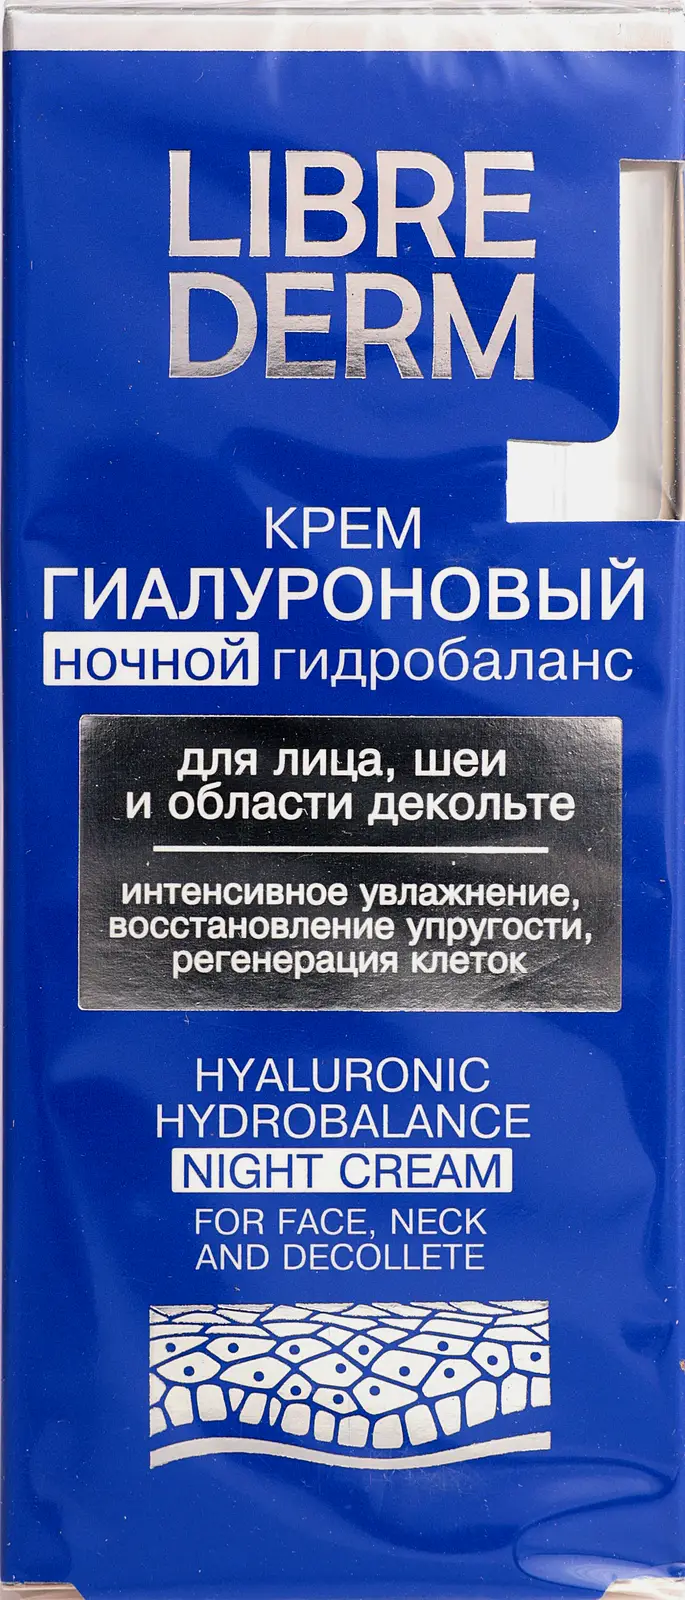 LIBRE
DERM
КРЕМ
ГИАЛУРОНОВЫЙ
НОЧНОЙ гидробаланс
для лица, шеи
и области декольте
интенсивное увлажнение,
восстановление упругости,
регенерация клеток
HYALURONIC
HYDROBALANCE
NIGHT CREAM
FOR FACE, NECK
AND DECOLLETE